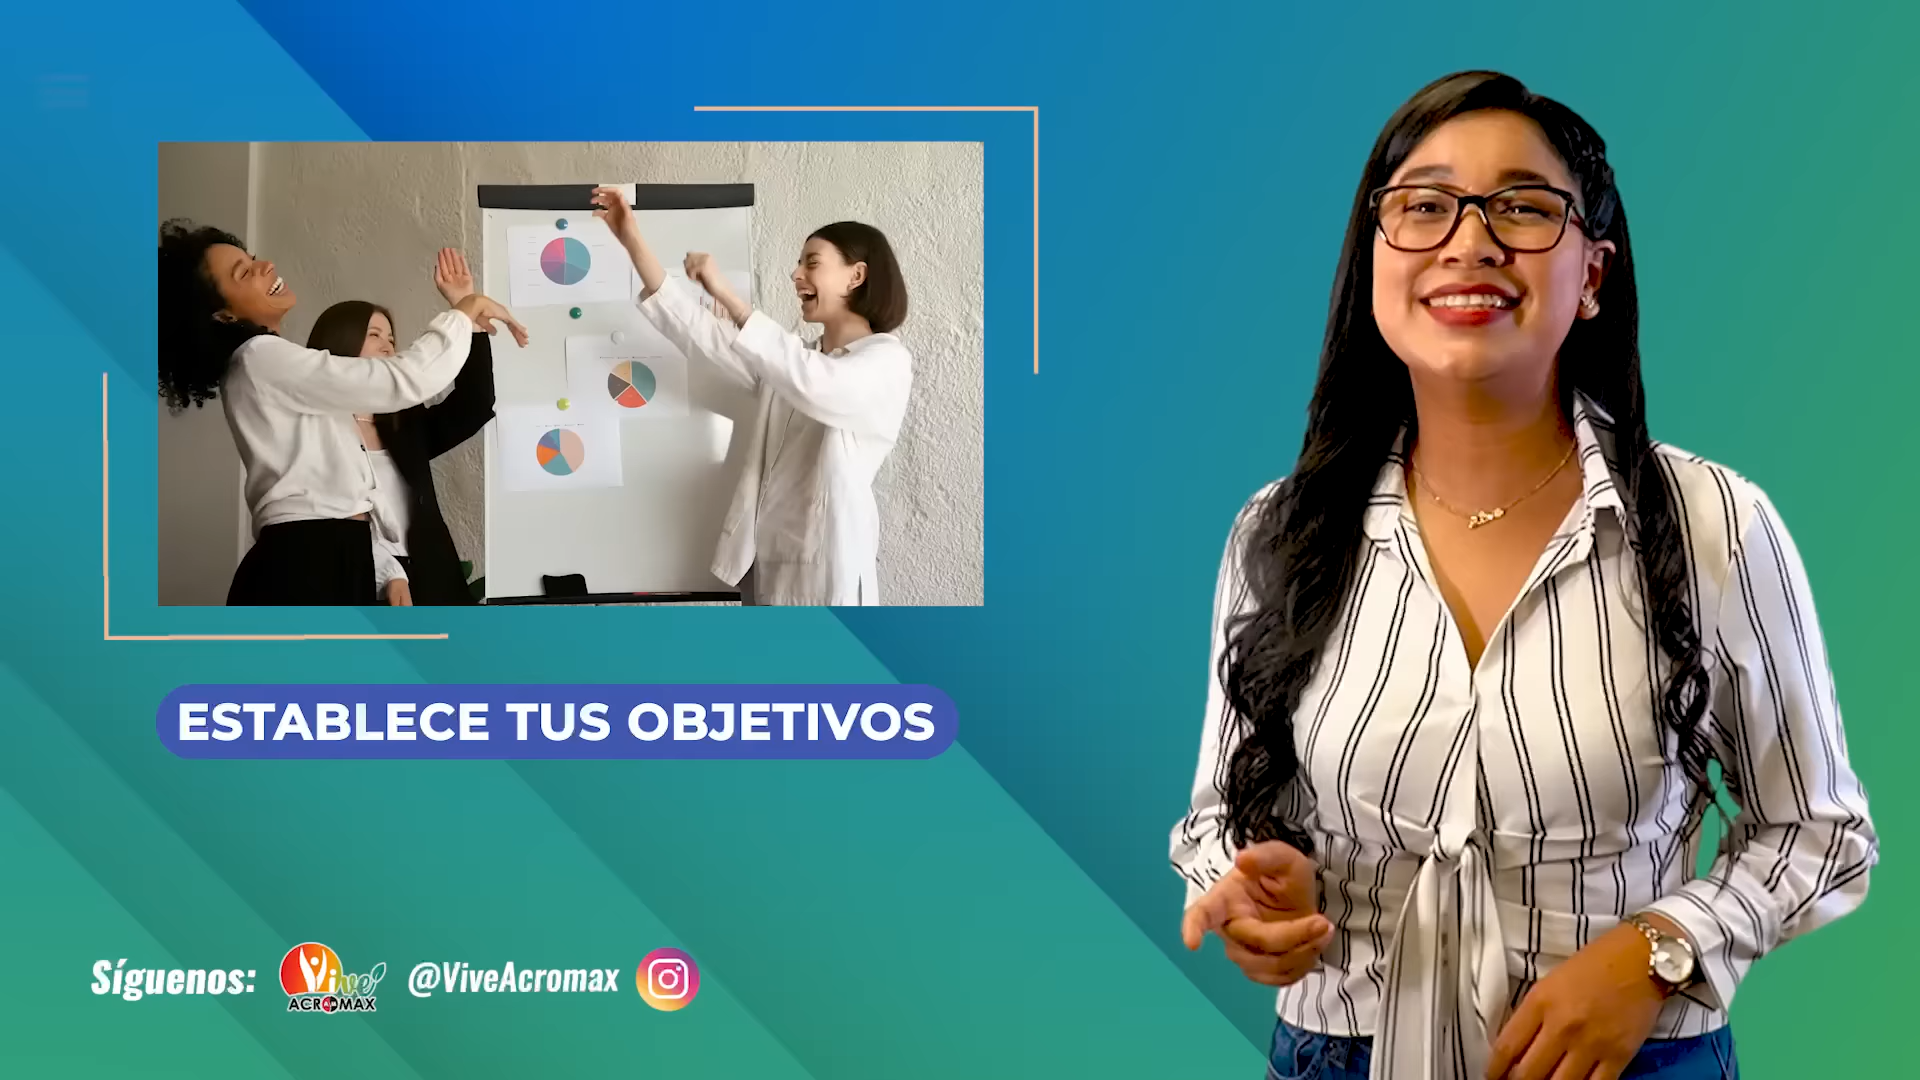 ESTABLECE TUS OBJETIVOS
Síguenos:
Vive
ACROMAX
@ViveAcromax